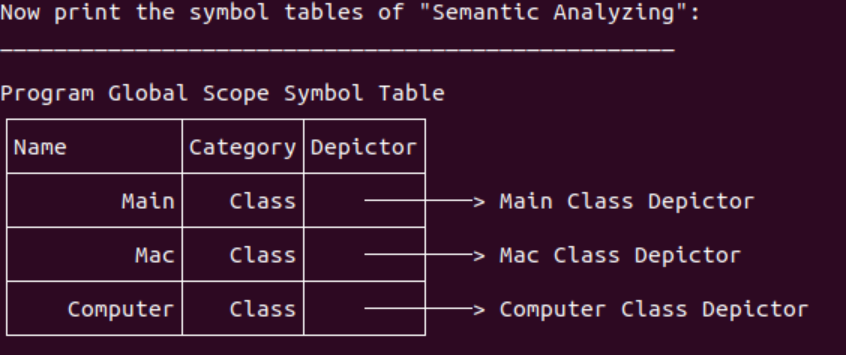 Now print the symbol tables of "Semantic Analyzing":
Program Global Scope Symbol Table
Name Category Depictor
Main Class ———> Main Class Depictor
Mac Class ———> Mac Class Depictor
Computer Class ———> Computer Class Depictor